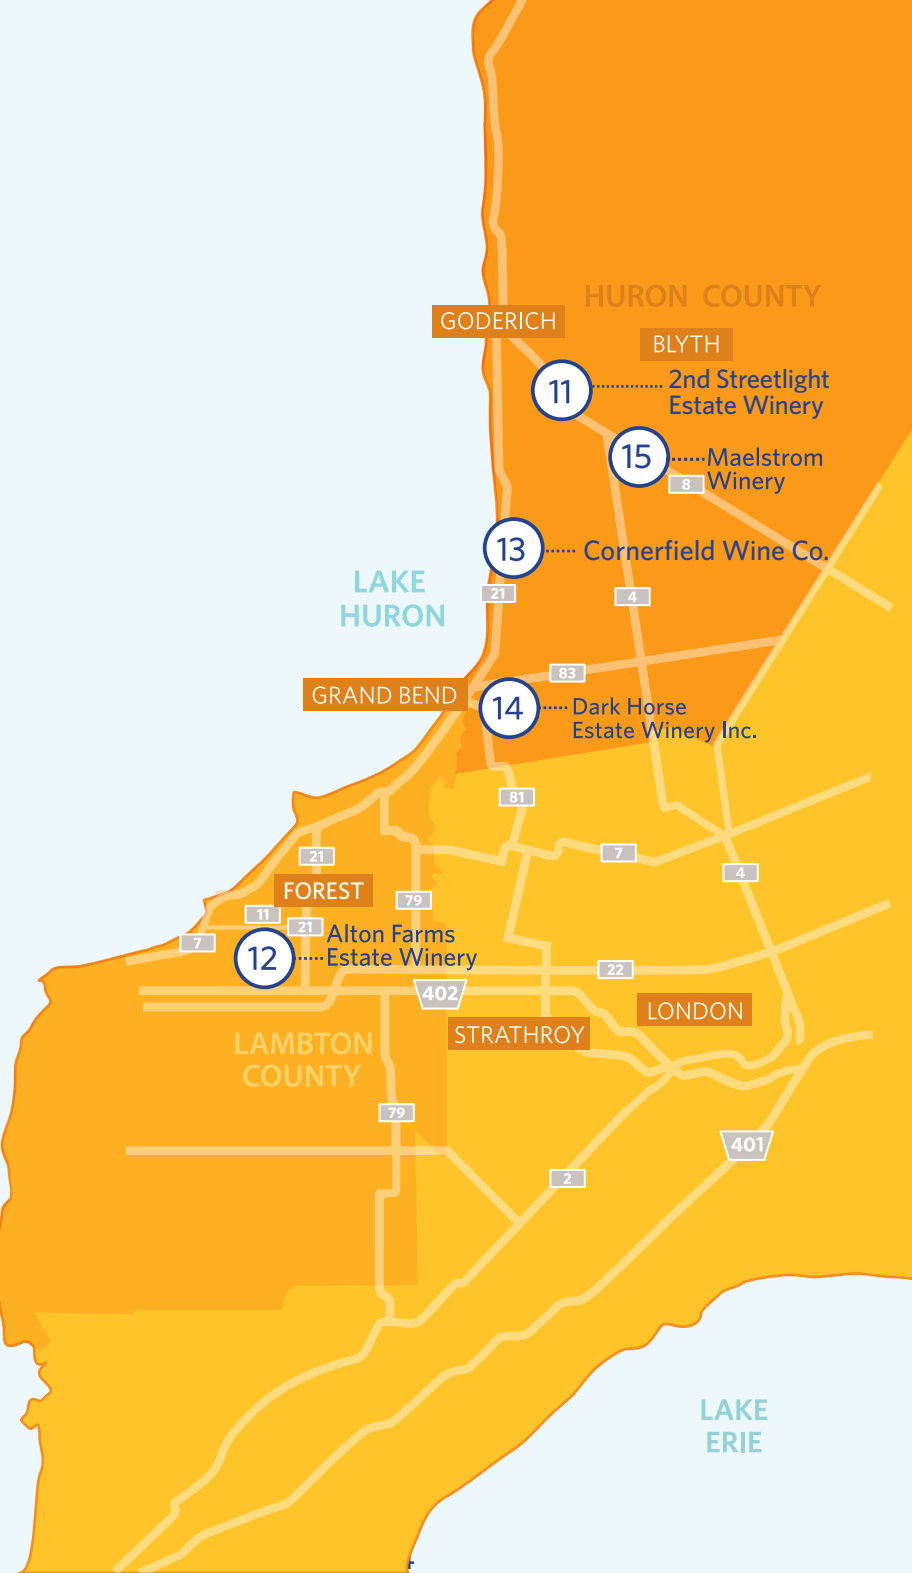 HURON COUNTY
GODERICH
BLYTH
11
2nd Streetlight
Estate Winery
15
Maelstrom
Winery
8
13
Cornerfield Wine Co.
LAKE
HURON
21
4
83
GRAND BEND
14
Dark Horse
Estate Winery Inc.
81
21
7
4
FOREST
79
11
21
7
12
Alton Farms
Estate Winery
22
402
LONDON
STRATHROY
LAMBTON
COUNTY
79
401
2
LAKE
ERIE